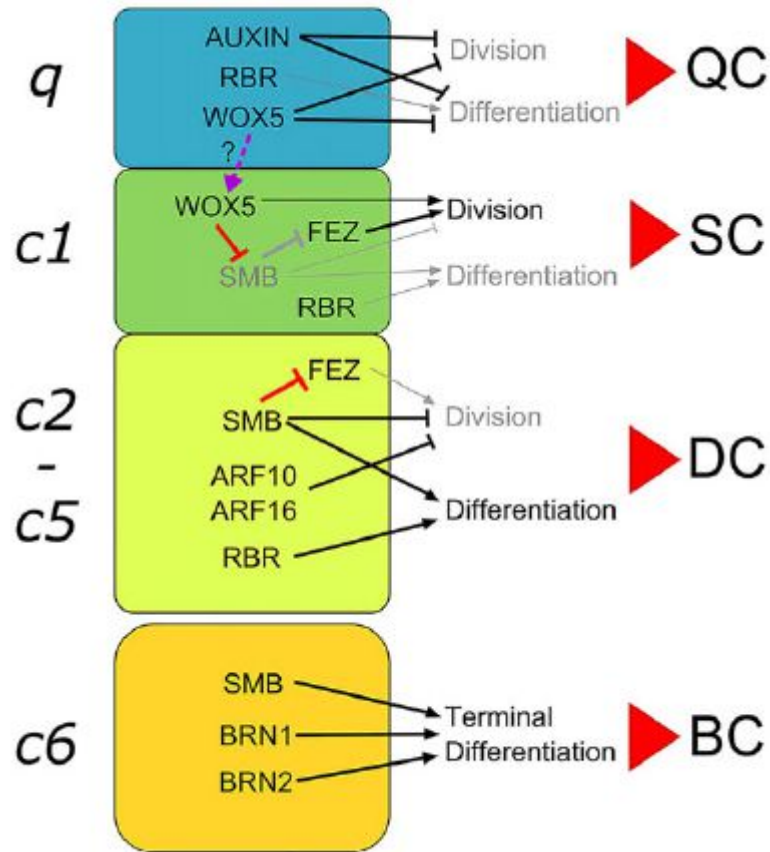 q
AUXIN
RBR
WOX5
?
Division
Differentiation
QC
c1
WOX5
FEZ
SMB
RBR
Division
Differentiation
SC
c2
-
c5
FEZ
SMB
ARF10
ARF16
RBR
Division
Differentiation
DC
c6
SMB
BRN1
BRN2
Terminal
Differentiation
BC